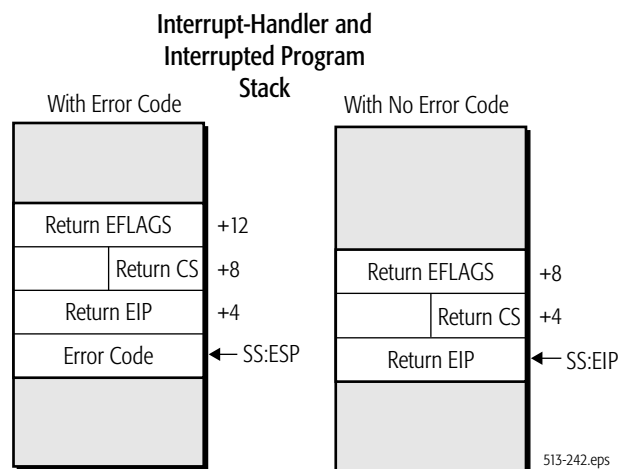 Interrupt-Handler and
Interrupted Program
Stack
With Error Code
Return EFLAGS +12
Return CS +8
Return EIP +4
Error Code SS:ESP
With No Error Code
Return EFLAGS +8
Return CS +4
Return EIP SS:EIP
513-242.eps